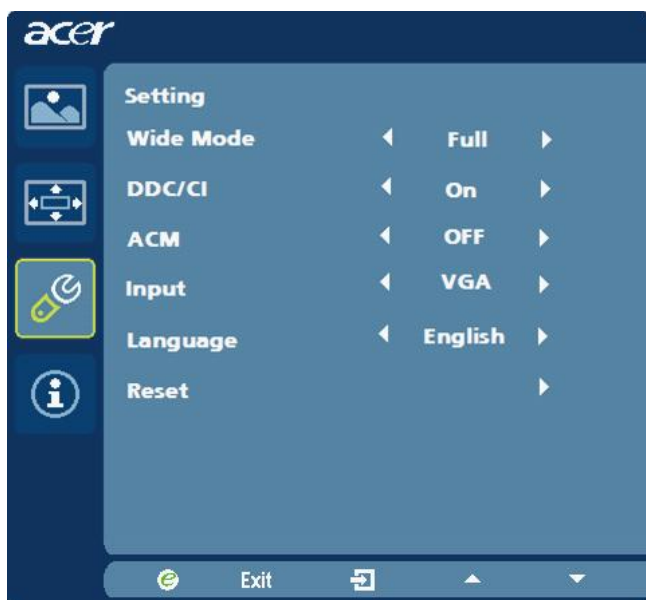 acer
Setting
Wide Mode Full
DDC/CI On
ACM OFF
Input VGA
Language English
Reset
e Exit